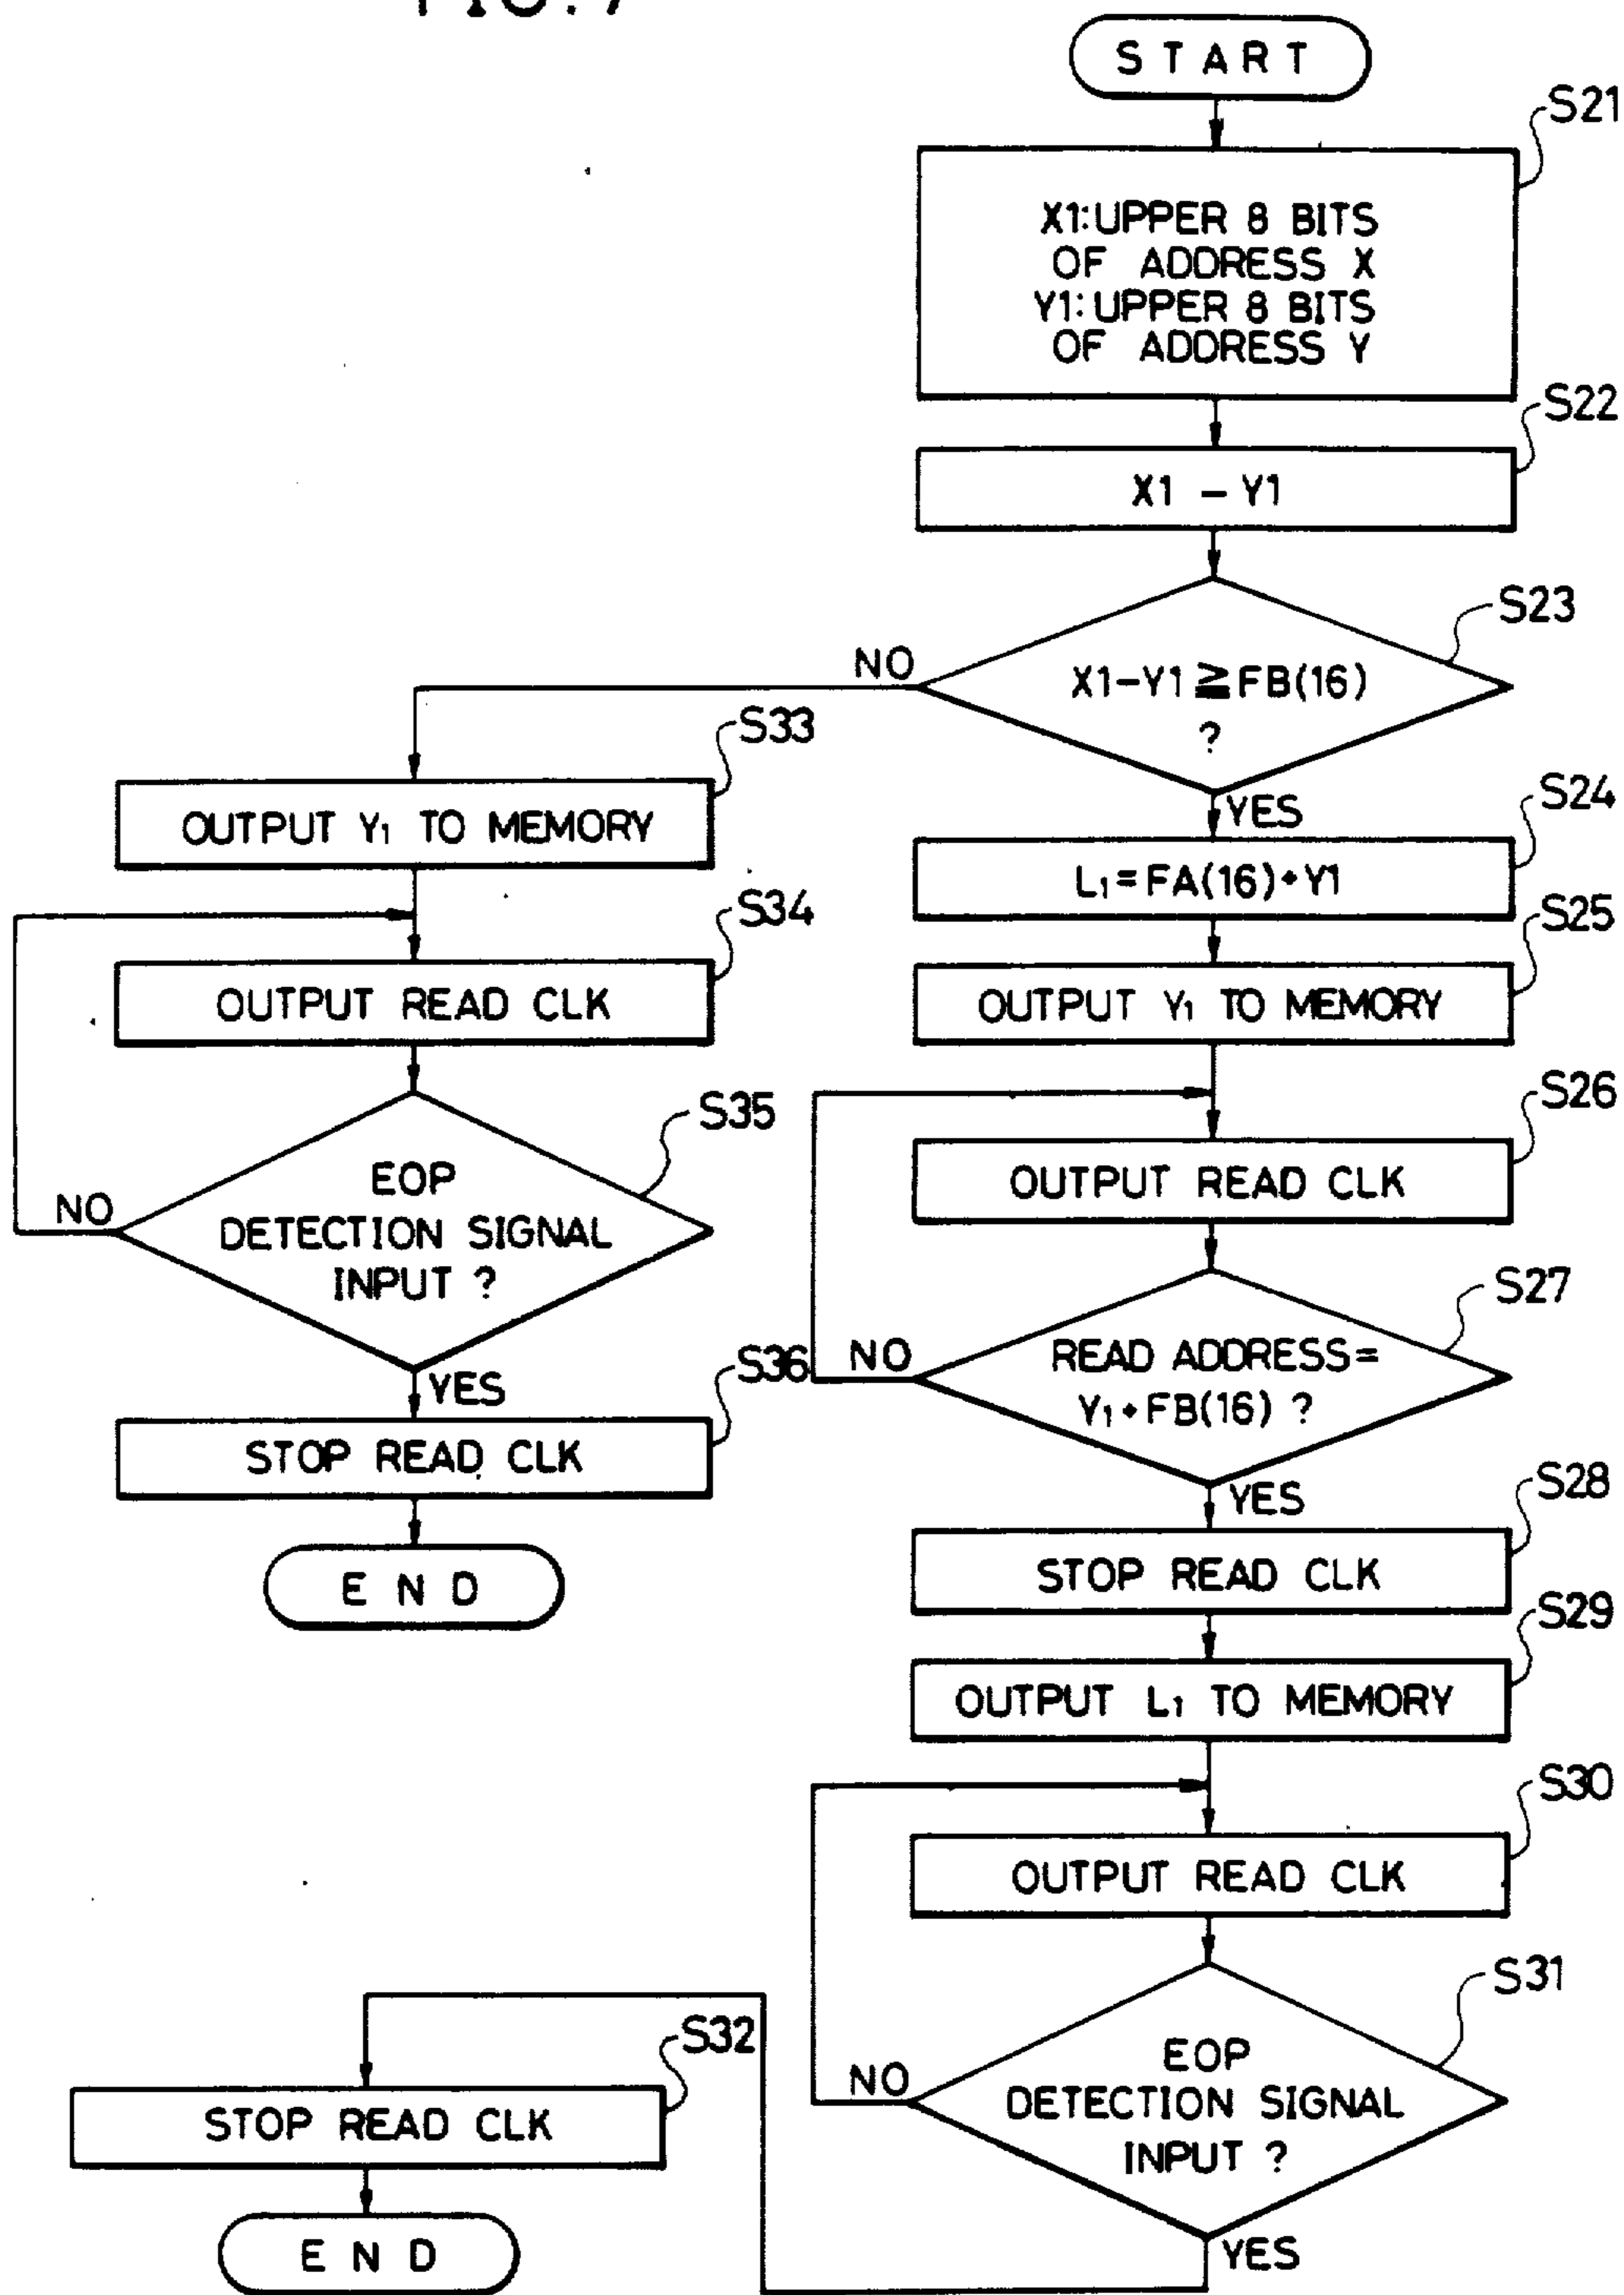 FIG. 7
START
S21
X1:UPPER 8 BITS
OF ADDRESS X
Y1:UPPER 8 BITS
OF ADDRESS Y
S22
X1 - Y1
S23
X1-Y1 ≧ FB(16)
?
NO
YES
S24
L1=FA(16)+Y1
S25
OUTPUT Y1 TO MEMORY
S26
OUTPUT READ CLK
S27
READ ADDRESS=
Y1+FB(16) ?
NO
YES
S28
STOP READ CLK
S29
OUTPUT L1 TO MEMORY
S30
OUTPUT READ CLK
S31
EOP
DETECTION SIGNAL
INPUT ?
NO
YES
S32
STOP READ CLK
END
S33
OUTPUT Y1 TO MEMORY
S34
OUTPUT READ CLK
S35
EOP
DETECTION SIGNAL
INPUT ?
NO
YES
S36
STOP READ CLK
END